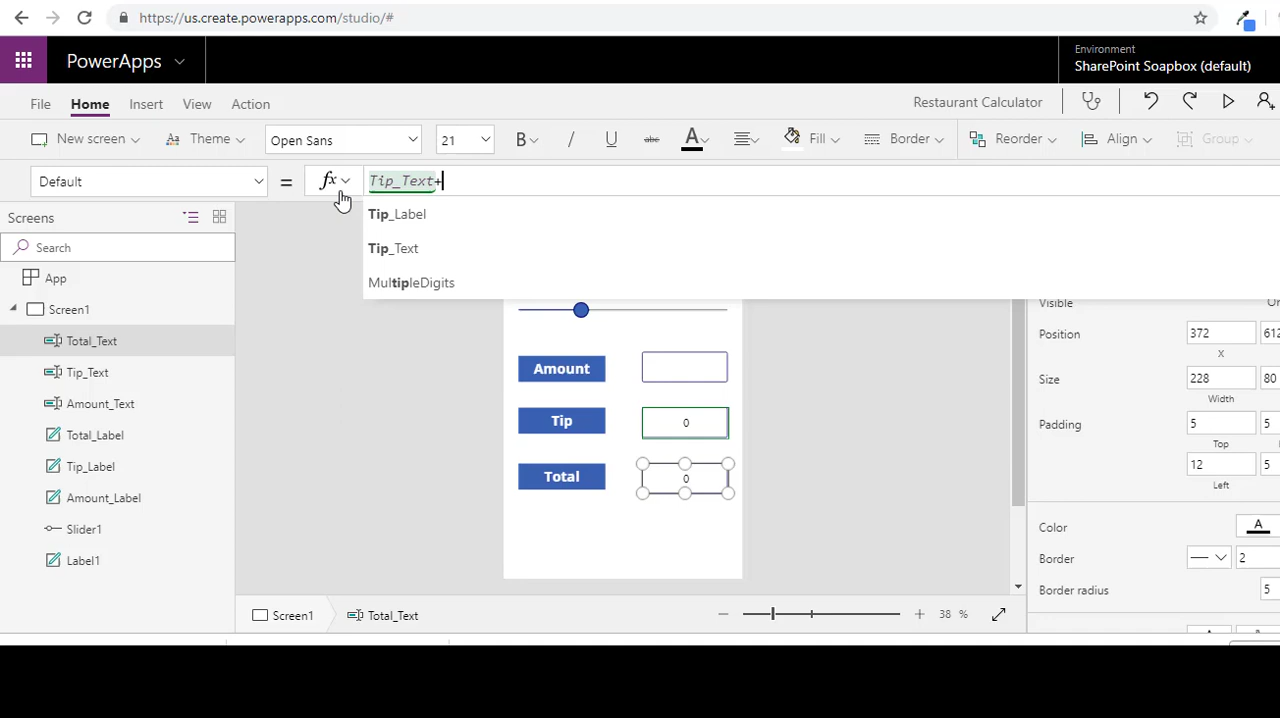 https://us.create.powerapps.com/studio/#
PowerApps
Environment
SharePoint Soapbox (default)
File Home Insert View Action
Restaurant Calculator
New screen Theme Open Sans 21 B / U abc A Fill Border Reorder Align Group
Default = fx Tip_Text+
Tip_Label
Tip_Text
MultipleDigits
Screens
Search
App
Screen1
Total_Text
Tip_Text
Amount_Text
Total_Label
Tip_Label
Amount_Label
Slider1
Label1
Amount
Tip 0
Total 0
Visible
Position 372 612
X
Size 228 80
Width
Padding 5 5
Top
12 5
Left
Color A
Border 2
Border radius 5
Screen1 Total_Text 38 %